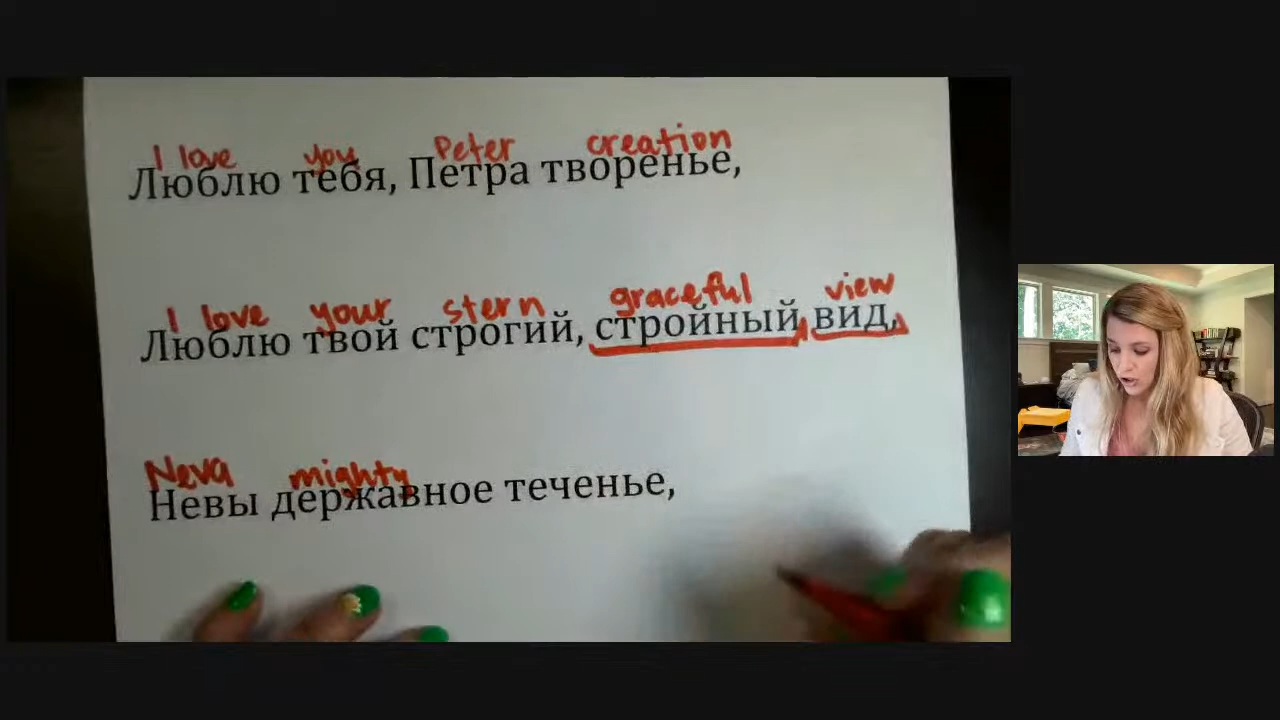 I love you Peter creation
Люблю тебя, Петра творенье,
I love your stern graceful view
Люблю твой строгий, стройный вид,
Neva mighty
Невы державное теченье,